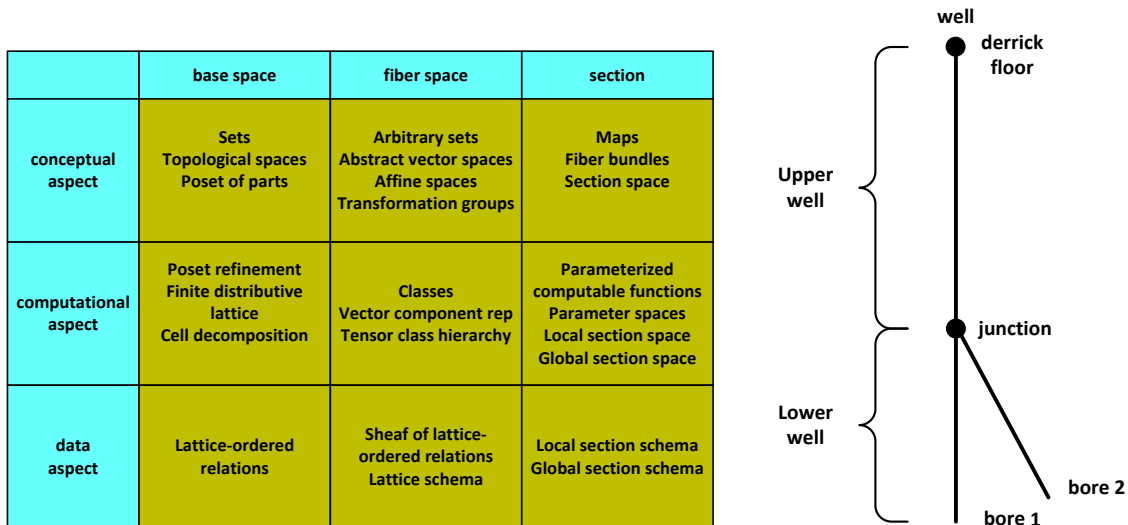 base space
fiber space
section
conceptual
aspect
Sets
Topological spaces
Poset of parts
Arbitrary sets
Abstract vector spaces
Affine spaces
Transformation groups
Maps
Fiber bundles
Section space
computational
aspect
Poset refinement
Finite distributive
lattice
Cell decomposition
Classes
Vector component rep
Tensor class hierarchy
Parameterized
computable functions
Parameter spaces
Local section space
Global section space
data
aspect
Lattice-ordered
relations
Sheaf of lattice-
ordered relations
Lattice schema
Local section schema
Global section schema
well
derrick
floor
Upper
well
junction
Lower
well
bore 2
bore 1